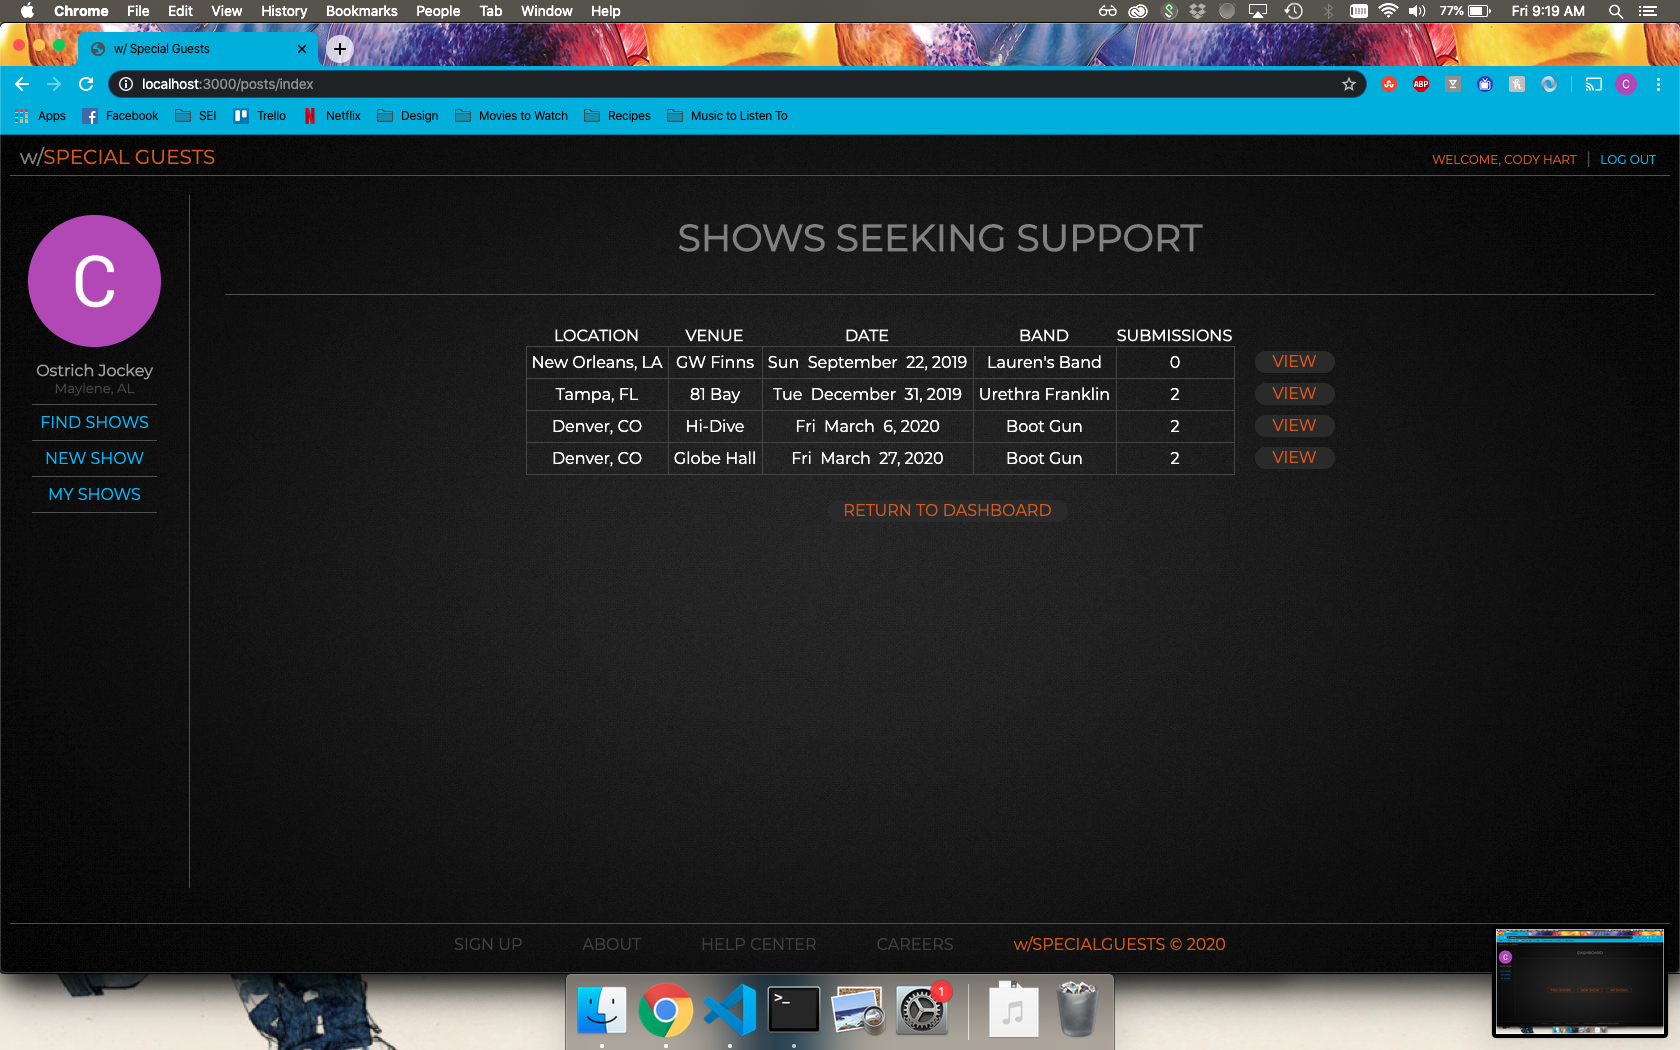 Chrome File Edit View History Bookmarks People Tab Window Help 77% Fri 9:19 AM
w/ Special Guests
localhost:3000/posts/index ABP C
Apps Facebook SEI Trello Netflix Design Movies to Watch Recipes Music to Listen To
w/SPECIAL GUESTS WELCOME, CODY HART LOG OUT
C
Ostrich Jockey
Maylene, AL
FIND SHOWS
NEW SHOW
MY SHOWS
SHOWS SEEKING SUPPORT
LOCATION VENUE DATE BAND SUBMISSIONS
New Orleans, LA GW Finns Sun September 22, 2019 Lauren's Band 0 VIEW
Tampa, FL 81 Bay Tue December 31, 2019 Urethra Franklin 2 VIEW
Denver, CO Hi-Dive Fri March 6, 2020 Boot Gun 2 VIEW
Denver, CO Globe Hall Fri March 27, 2020 Boot Gun 2 VIEW
RETURN TO DASHBOARD
SIGN UP ABOUT HELP CENTER CAREERS w/SPECIALGUESTS © 2020
DASHBOARD
>_
1